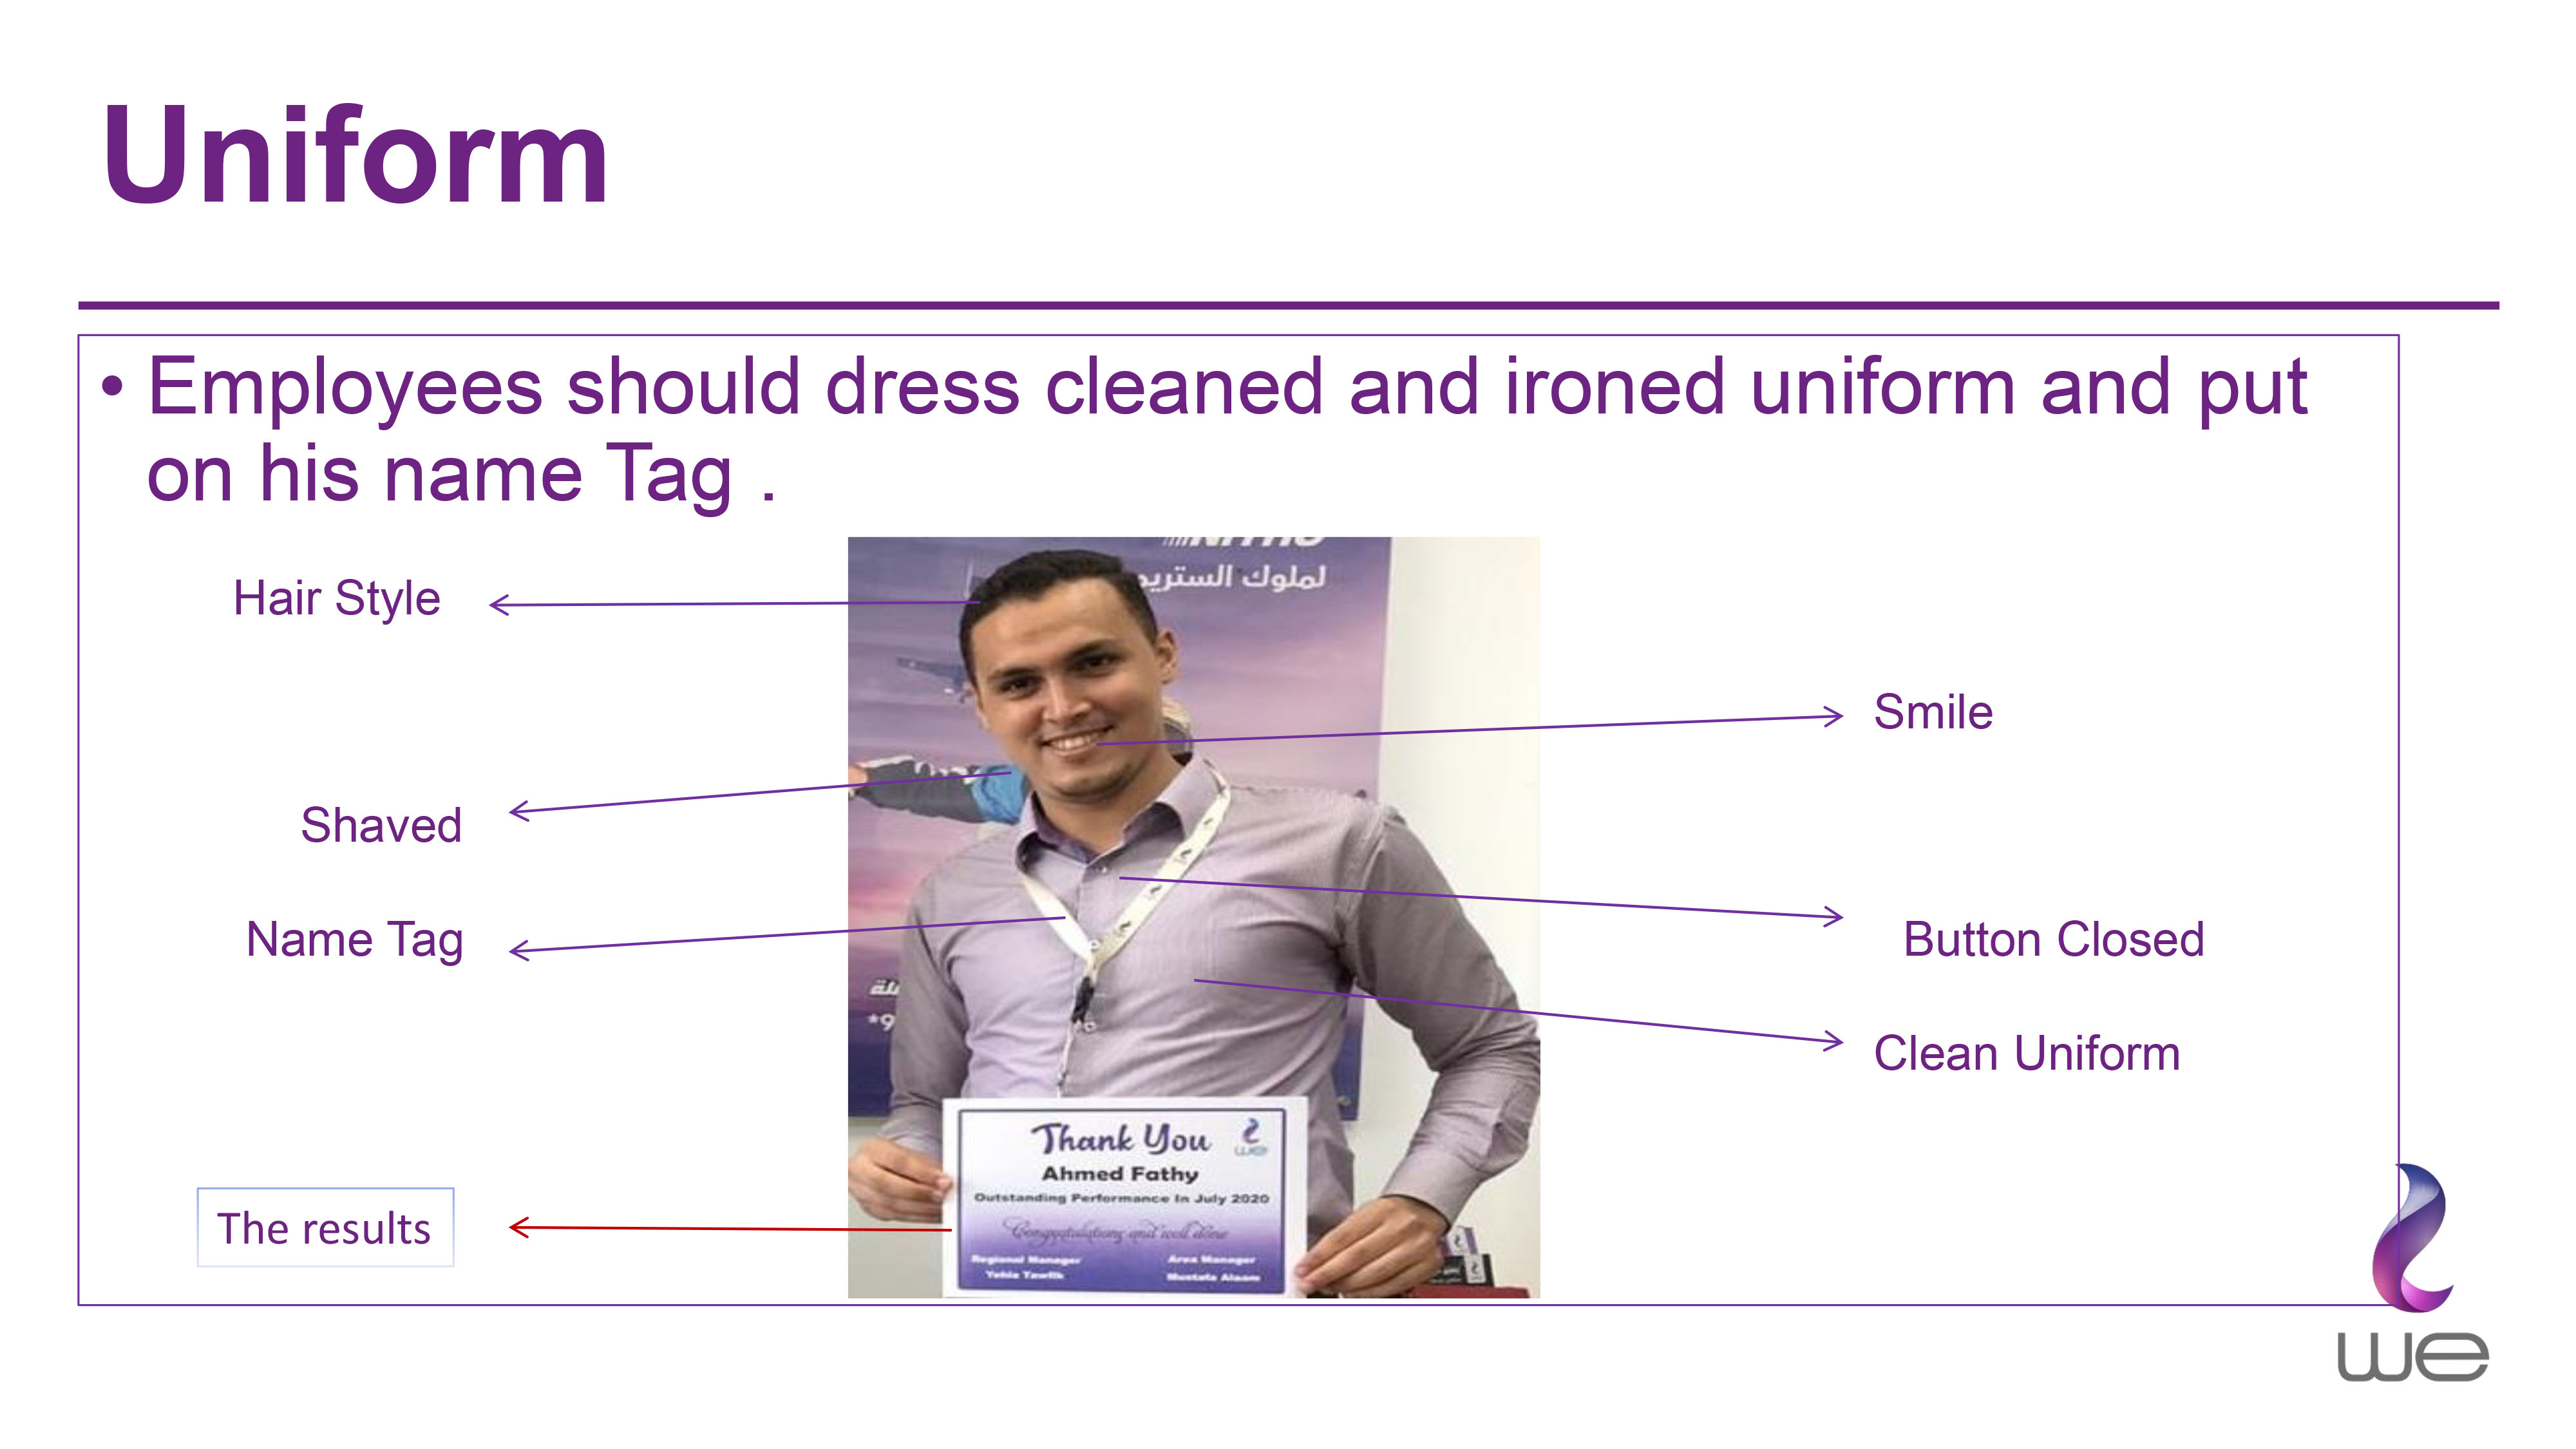 Uniform
• Employees should dress cleaned and ironed uniform and put
on his name Tag .
لملوك الستريم
Hair Style
Smile
Shaved
Name Tag
Button Closed
*9
Clean Uniform
Thank You
we
Ahmed Fathy
Outstanding Performance In July 2020
Congratulations and well done
Regional Manager
Area Manager
Yehia Tawfik
Mustafa Alaam
The results
we